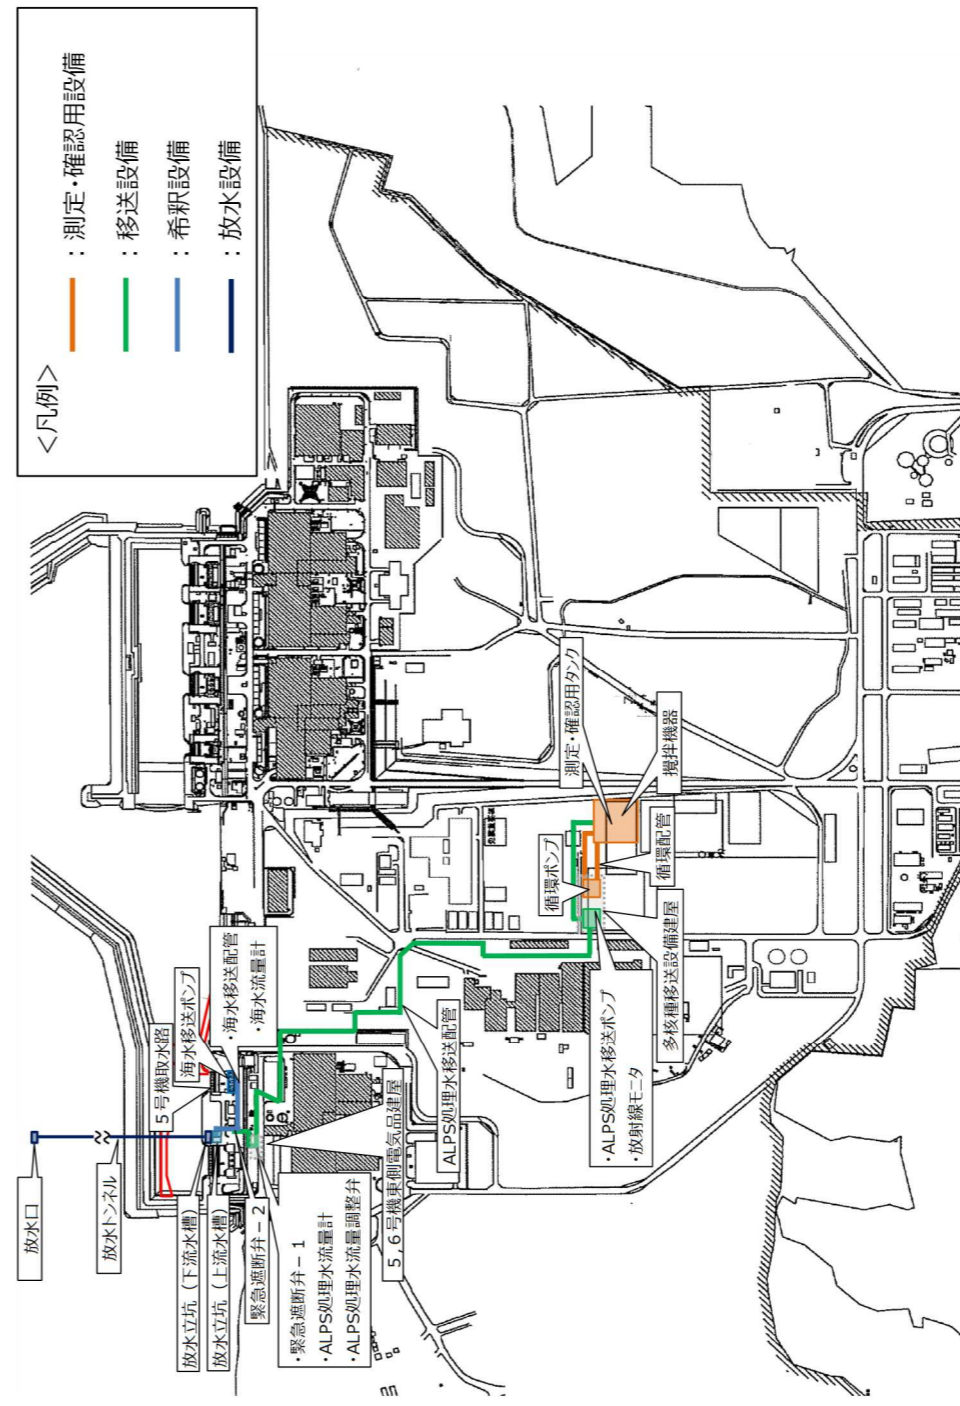 <凡例>
：測定・確認用設備
：移送設備
：希釈設備
：放水設備
放水口
放水トンネル
5号機取水路
海水移送ポンプ
・海水移送配管
・海水流量計
放水立坑（下流水槽）
放水立坑（上流水槽）
緊急遮断弁－2
・緊急遮断弁－1
・ALPS処理水流量計
・ALPS処理水流量調整弁
5,6号機東側電気品建屋
ALPS処理水移送配管
循環ポンプ
測定・確認用タンク
攪拌機器
循環配管
多核種移送設備建屋
・ALPS処理水移送ポンプ
・放射線モニタ